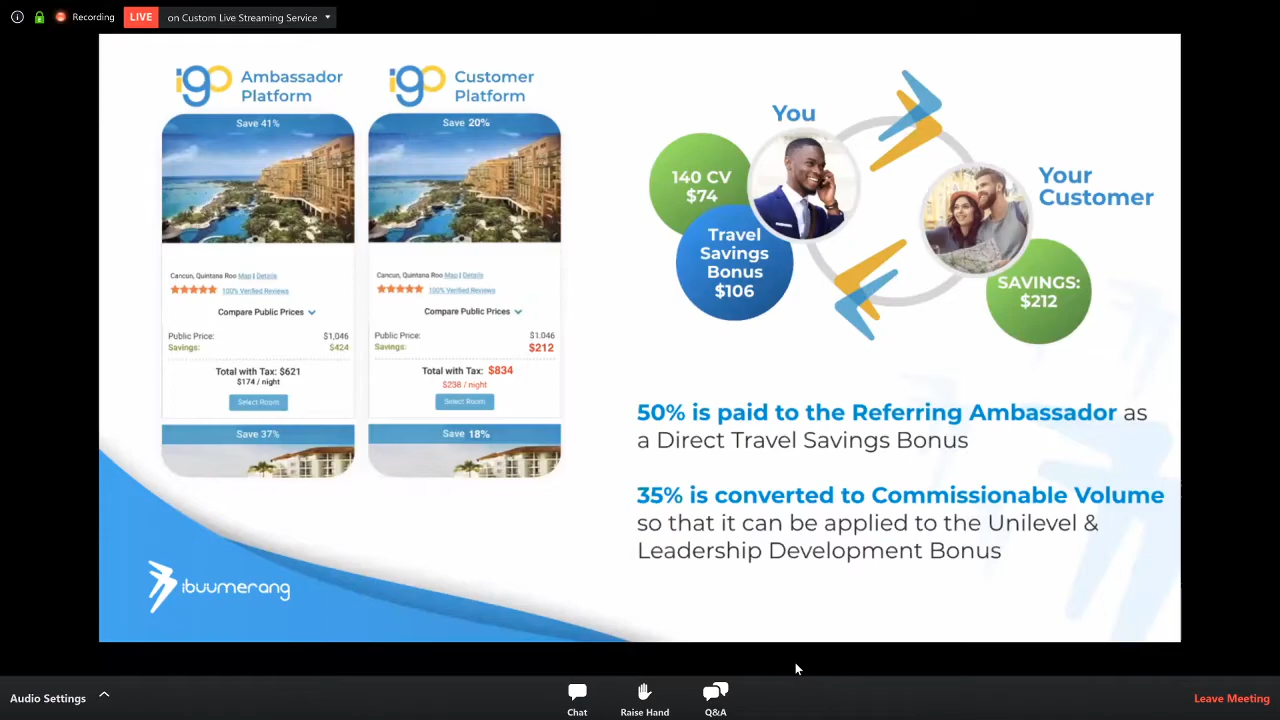 Recording
LIVE
on Custom Live Streaming Service
igo Ambassador
Platform
igo Customer
Platform
Save 41%
Cancun, Quintana Roo Map | Details
100% Verified Reviews
Compare Public Prices
Public Price: $1,046
Savings: $424
Total with Tax: $621
$174 / night
Select Room
Save 37%
Save 20%
Cancun, Quintana Roo Map | Details
100% Verified Reviews
Compare Public Prices
Public Price: $1.046
Savings: $212
Total with Tax: $834
$238 / night
Select Room
Save 18%
You
140 CV
$74
Travel
Savings
Bonus
$106
Your
Customer
SAVINGS:
$212
50% is paid to the Referring Ambassador as
a Direct Travel Savings Bonus
35% is converted to Commissionable Volume
so that it can be applied to the Unilevel &
Leadership Development Bonus
ibuumerang
Audio Settings
Chat
Raise Hand
Q&A
Leave Meeting